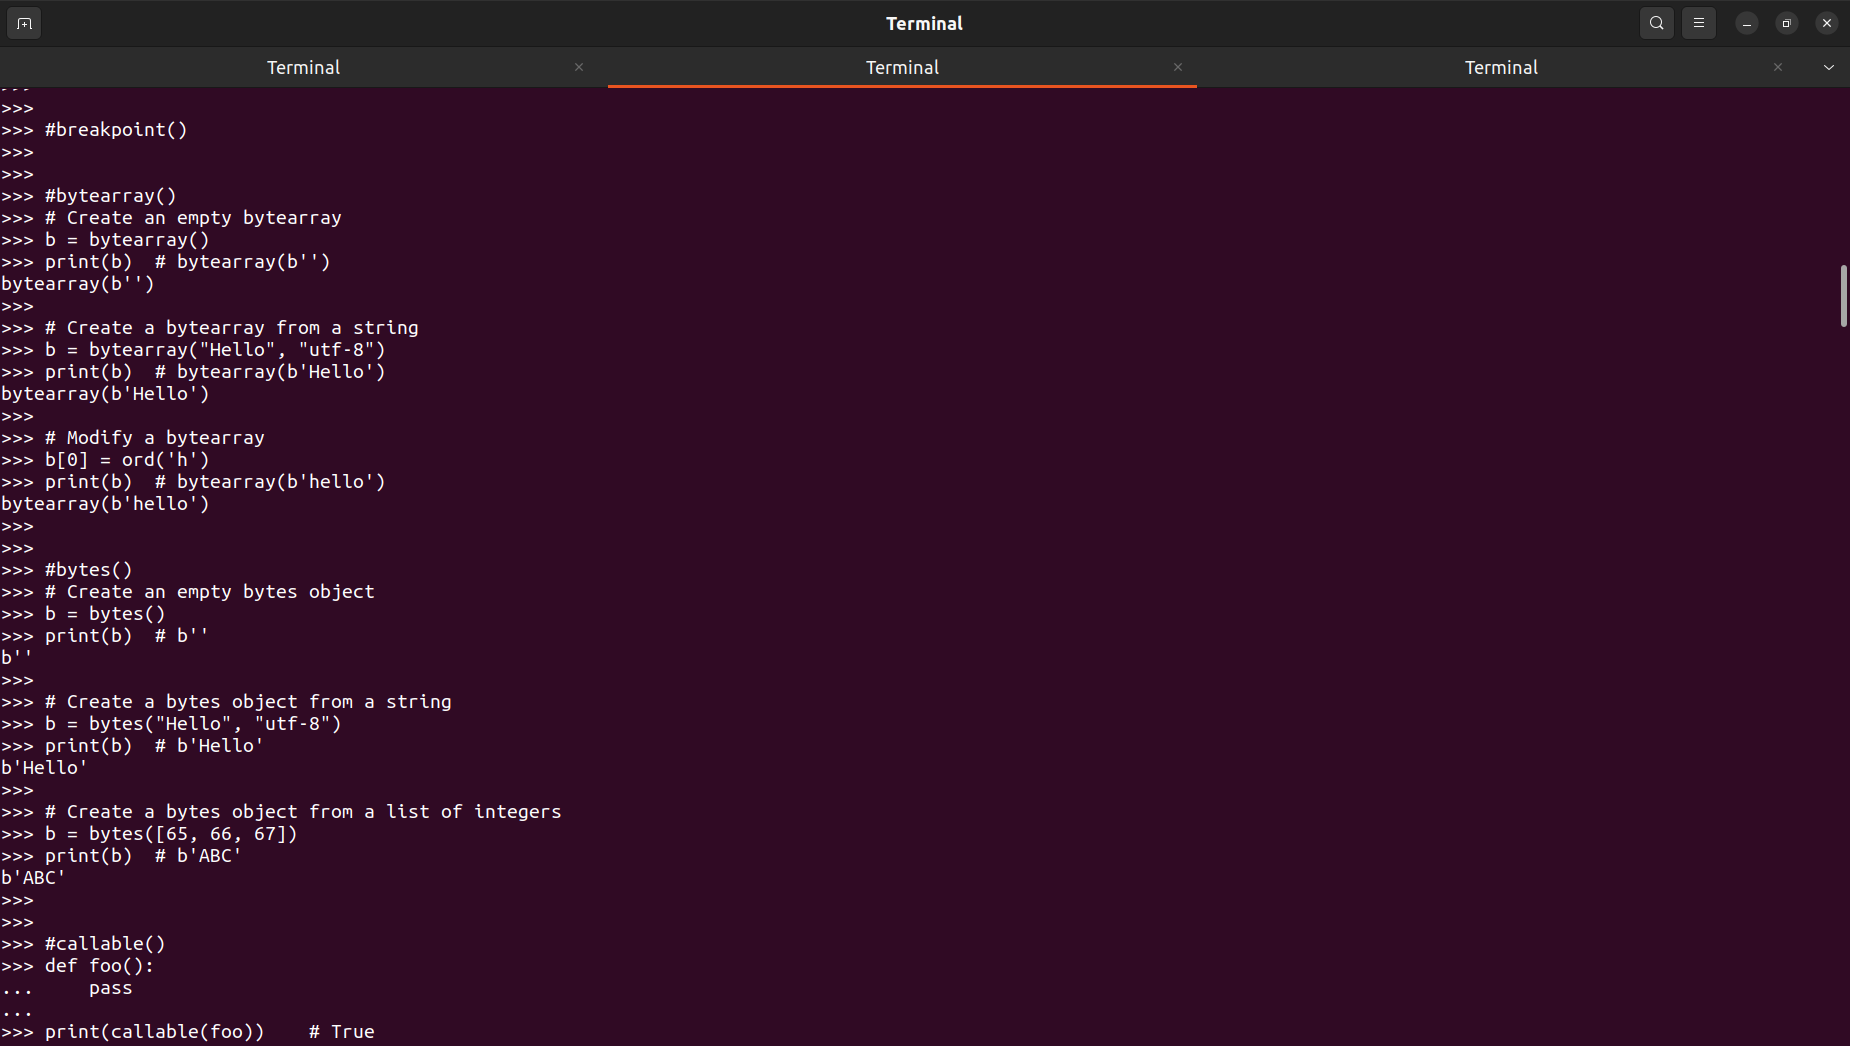 Terminal
Terminal Terminal Terminal
>>>
>>>
>>> #breakpoint()
>>>
>>>
>>> #bytearray()
>>> # Create an empty bytearray
>>> b = bytearray()
>>> print(b)  # bytearray(b'')
bytearray(b'')
>>>
>>> # Create a bytearray from a string
>>> b = bytearray("Hello", "utf-8")
>>> print(b)  # bytearray(b'Hello')
bytearray(b'Hello')
>>>
>>> # Modify a bytearray
>>> b[0] = ord('h')
>>> print(b)  # bytearray(b'hello')
bytearray(b'hello')
>>>
>>>
>>> #bytes()
>>> # Create an empty bytes object
>>> b = bytes()
>>> print(b)  # b''
b''
>>>
>>> # Create a bytes object from a string
>>> b = bytes("Hello", "utf-8")
>>> print(b)  # b'Hello'
b'Hello'
>>>
>>> # Create a bytes object from a list of integers
>>> b = bytes([65, 66, 67])
>>> print(b)  # b'ABC'
b'ABC'
>>>
>>>
>>> #callable()
>>> def foo():
...     pass
...
>>> print(callable(foo))    # True